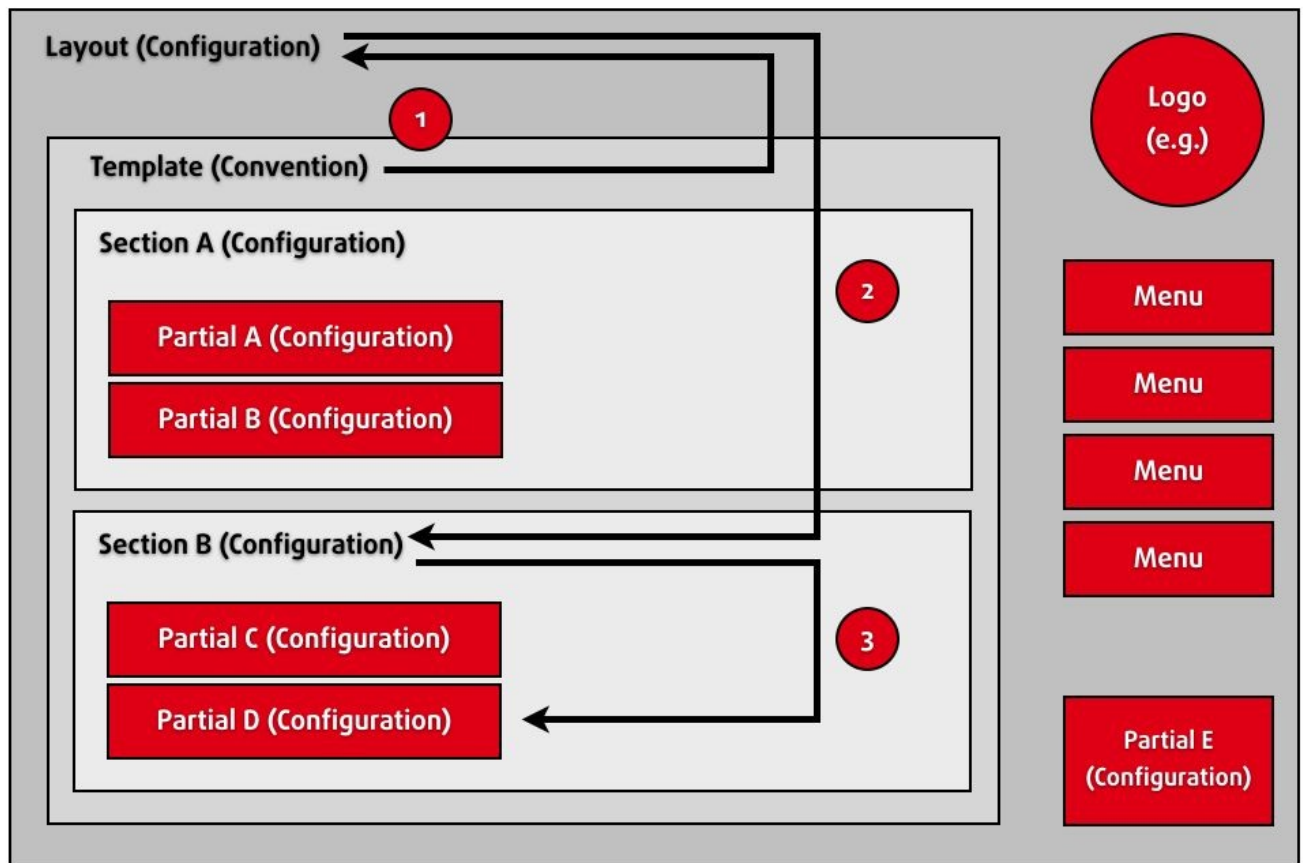 Layout (Configuration)
1
Template (Convention)
Section A (Configuration)
Partial A (Configuration)
Partial B (Configuration)
2
Section B (Configuration)
Partial C (Configuration)
Partial D (Configuration)
3
Logo
(e.g.)
Menu
Menu
Menu
Menu
Partial E
(Configuration)